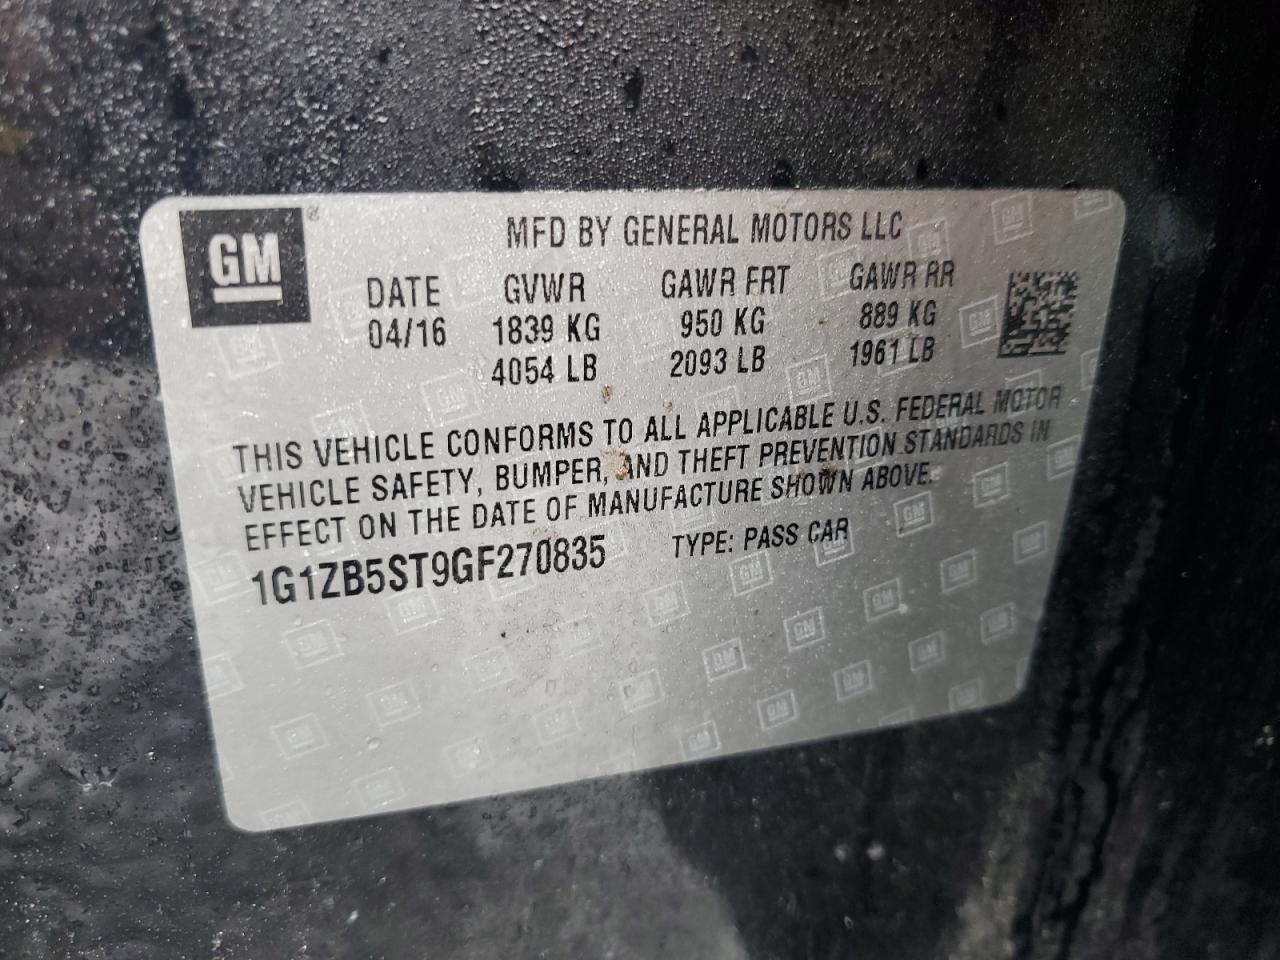 GM®
MFD BY GENERAL MOTORS LLC
DATE GVWR GAWR FRT GAWR RR
04/16 1839 KG 950 KG 889 KG
4054 LB 2093 LB 1961 LB
THIS VEHICLE CONFORMS TO ALL APPLICABLE U.S. FEDERAL MOTOR
VEHICLE SAFETY, BUMPER, AND THEFT PREVENTION STANDARDS IN
EFFECT ON THE DATE OF MANUFACTURE SHOWN ABOVE.
1G1ZB5ST9GF270835 TYPE: PASS CAR